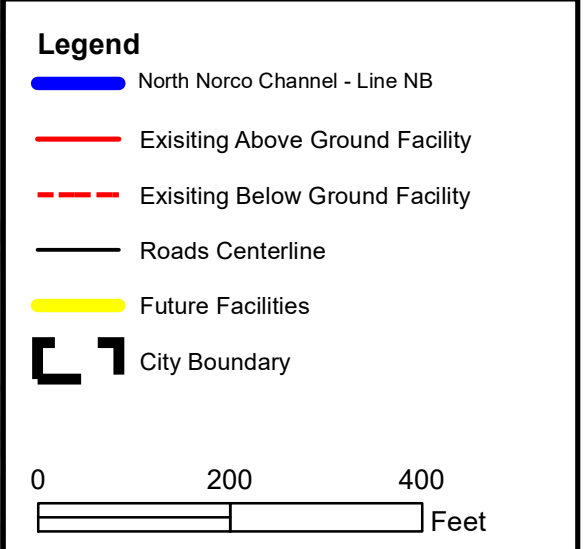 Legend
North Norco Channel - Line NB
Exisiting Above Ground Facility
Exisiting Below Ground Facility
Roads Centerline
Future Facilities
City Boundary
0 200 400
Feet